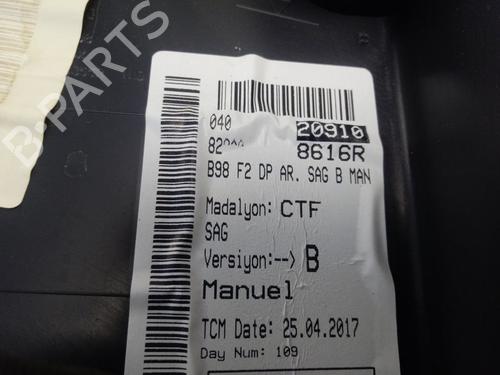 B-PARTS
040 20910
8616R
B98 F2 DP AR. SAG B MAN
Madalyon: CTF
SAG
Versiyon:--> B
Manuel
TCM Date: 25.04.2017
Day Num: 109